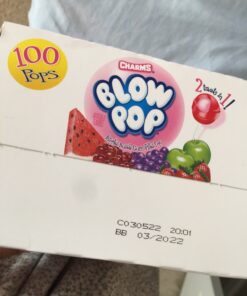 100
POPS
CHARMS
BLOW
POP
2 treats in 1!
C030522 20:01
BB 03/2022